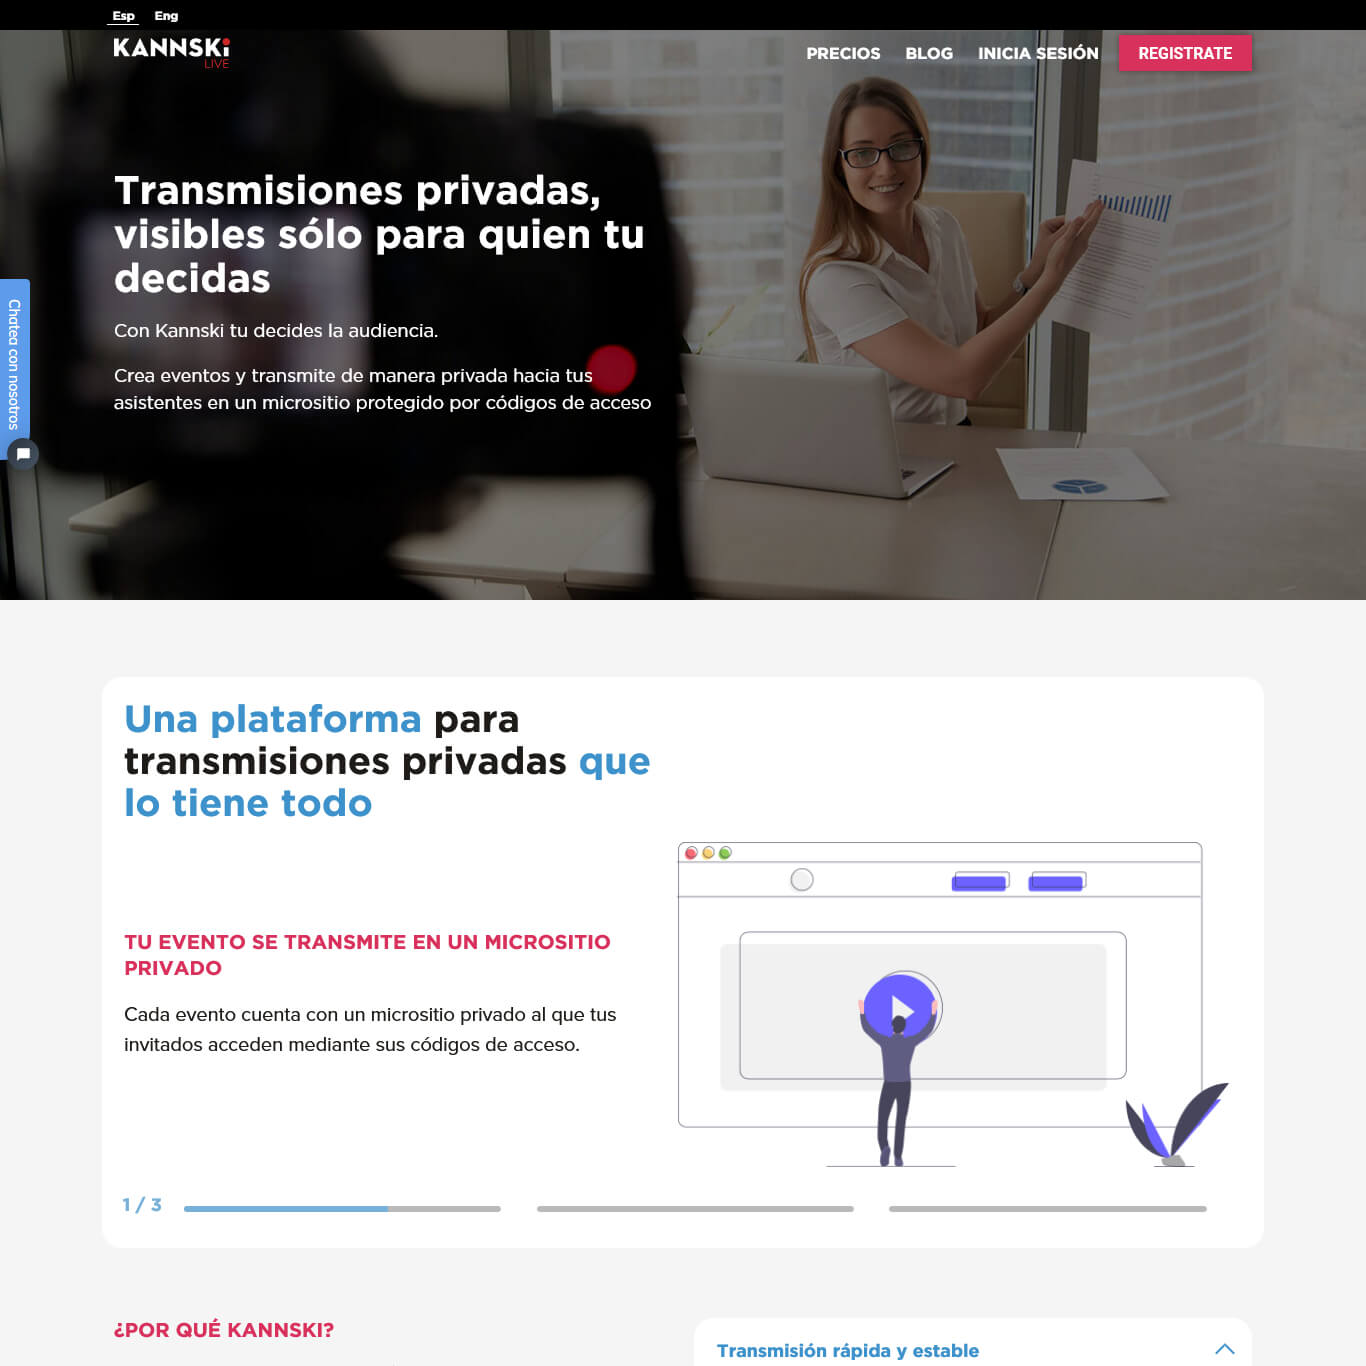 Esp Eng
KANNSKi
LIVE
PRECIOS BLOG INICIA SESIÓN REGISTRATE
Transmisiones privadas,
visibles sólo para quien tu
decidas
Con Kannski tu decides la audiencia.
Crea eventos y transmite de manera privada hacia tus
asistentes en un micrositio protegido por códigos de acceso
Chatea con nosotros
Una plataforma para
transmisiones privadas que
lo tiene todo
TU EVENTO SE TRANSMITE EN UN MICROSITIO
PRIVADO
Cada evento cuenta con un micrositio privado al que tus
invitados acceden mediante sus códigos de acceso.
1 / 3
¿POR QUÉ KANNSKI?
Transmisión rápida y estable